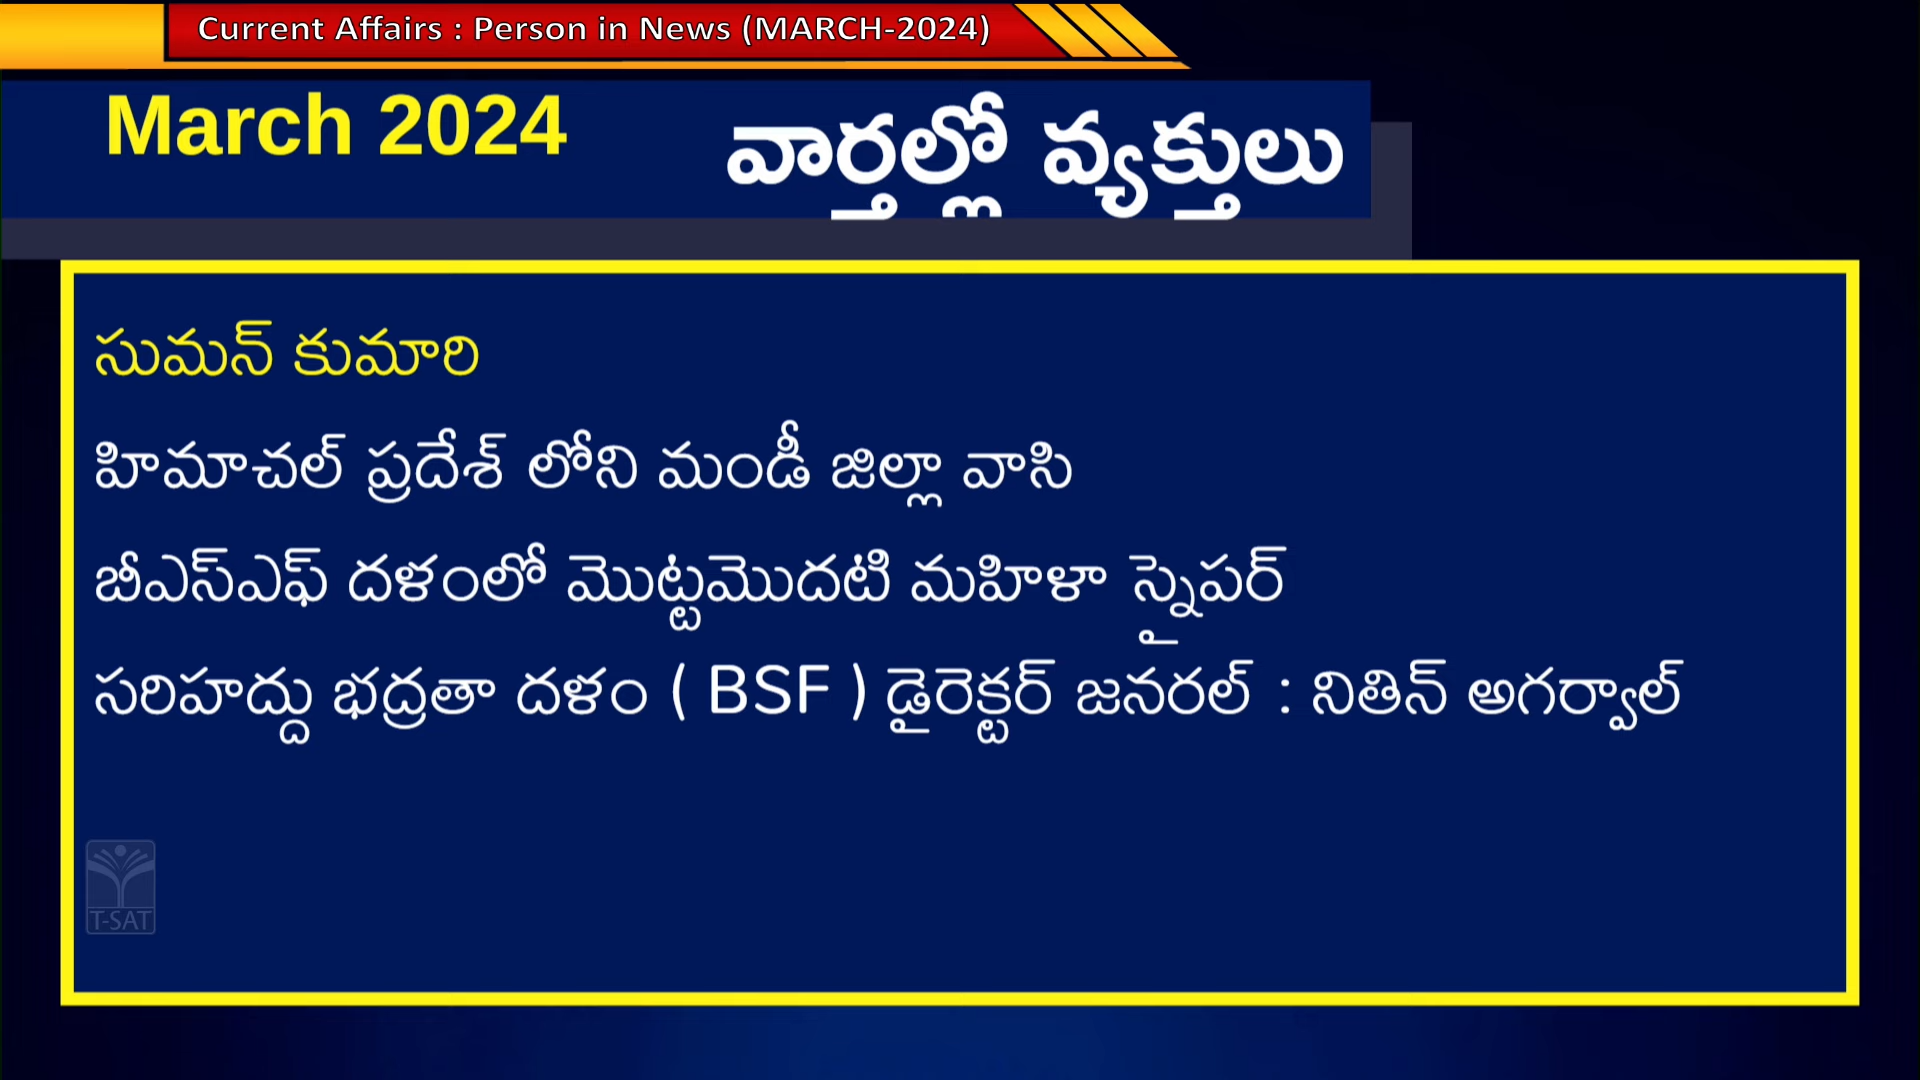 Current Affairs : Person in News (MARCH-2024)
March 2024 వార్తల్లో వ్యక్తులు
సుమన్ కుమారి
హిమాచల్ ప్రదేశ్ లోని మండీ జిల్లా వాసి
బీఎస్ఎఫ్ దళంలో మొట్టమొదటి మహిళా స్నైపర్
సరిహద్దు భద్రతా దళం ( BSF ) డైరెక్టర్ జనరల్ : నితిన్ అగర్వాల్
T-SAT